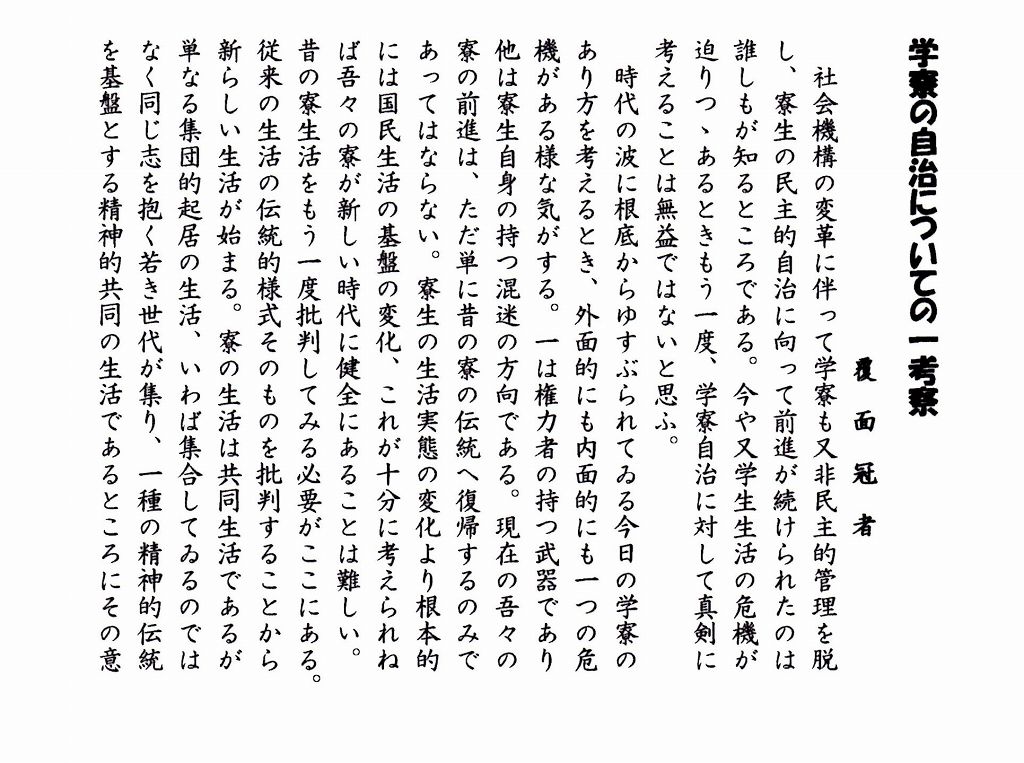 学寮の自治についての一考察
覆面冠者
社会機構の変革に伴って学寮も又非民主的管理を脱
し、寮生の民主的自治に向って前進が続けられたのは
誰しもが知るところである。今や又学生生活の危機が
迫りつゝあるときもう一度、学寮自治に対して真剣に
考えることは無益ではないと思ふ。
時代の波に根底からゆすぶられてゐる今日の学寮の
あり方を考えるとき、外面的にも内面的にも一つの危
機がある様な気がする。一は権力者の持つ武器であり
他は寮生自身の持つ混迷の方向である。現在の吾々の
寮の前進は、ただ単に昔の寮の伝統へ復帰するのみで
あってはならない。寮生の生活実態の変化より根本的
には国民生活の基盤の変化、これが十分に考えられね
ば吾々の寮が新しい時代に健全にあることは難しい。
昔の寮生活をもう一度批判してみる必要がここにある。
従来の生活の伝統的様式そのものを批判することから
新らしい生活が始まる。寮の生活は共同生活であるが
単なる集団的起居の生活、いわば集合してゐるのでは
なく同じ志を抱く若き世代が集り、一種の精神的伝統
を基盤とする精神的共同の生活であるところにその意